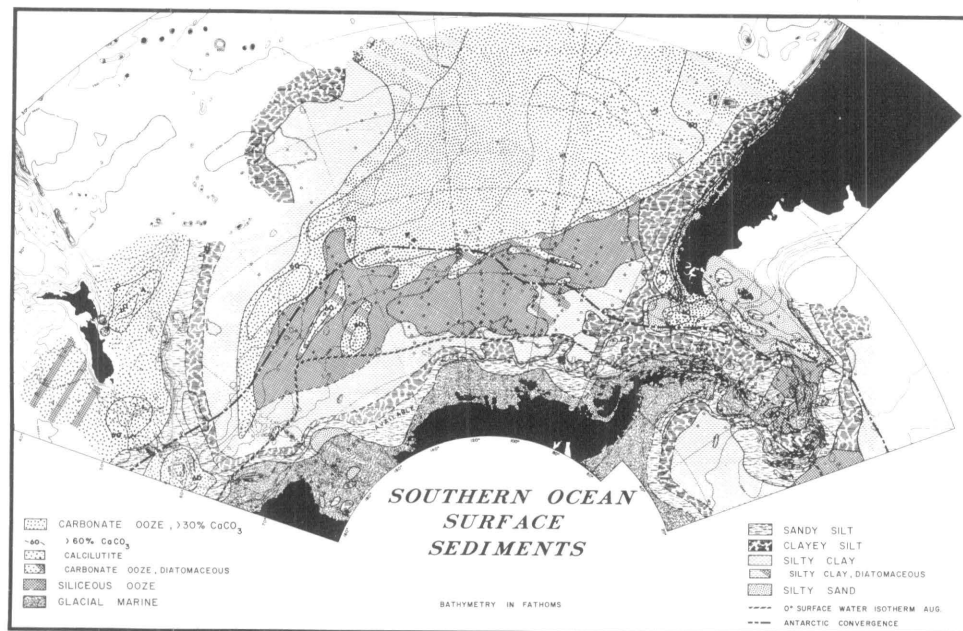 SOUTHERN OCEAN
SURFACE
SEDIMENTS
BATHYMETRY IN FATHOMS
CARBONATE OOZE, >30% CaCO3
60 >60% CaCO3
CALCILUTITE
CARBONATE OOZE, DIATOMACEOUS
SILICEOUS OOZE
GLACIAL MARINE
SANDY SILT
CLAYEY SILT
SILTY CLAY
SILTY CLAY, DIATOMACEOUS
SILTY SAND
0° SURFACE WATER ISOTHERM AUG.
ANTARCTIC CONVERGENCE